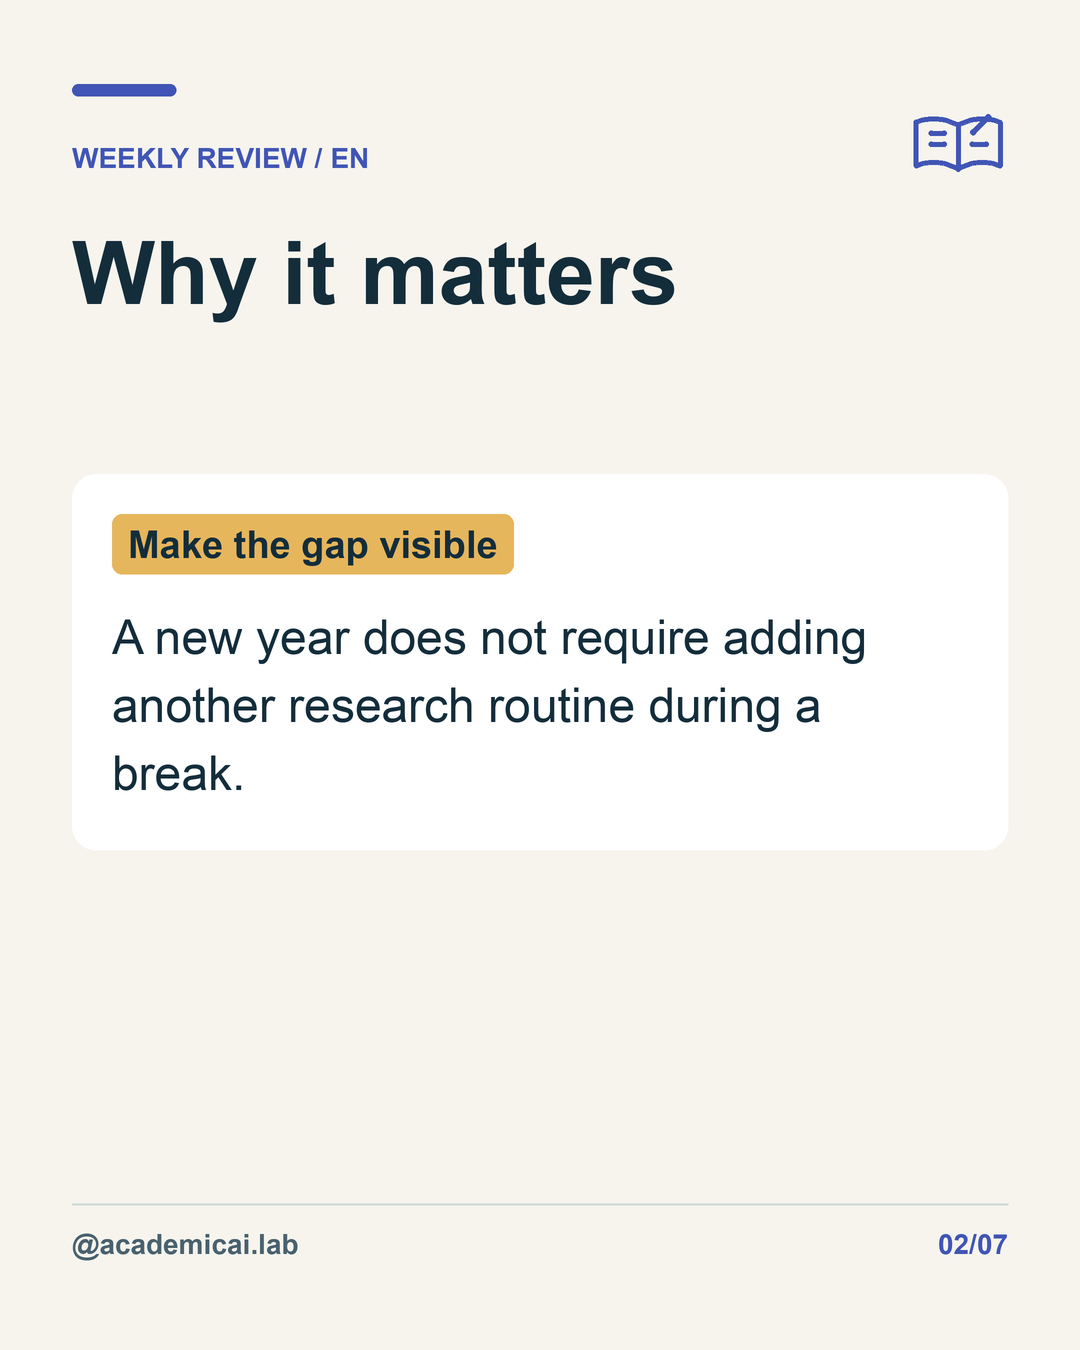 WEEKLY REVIEW / EN
Why it matters
Make the gap visible
A new year does not require adding
another research routine during a
break.
@academicai.lab
02/07